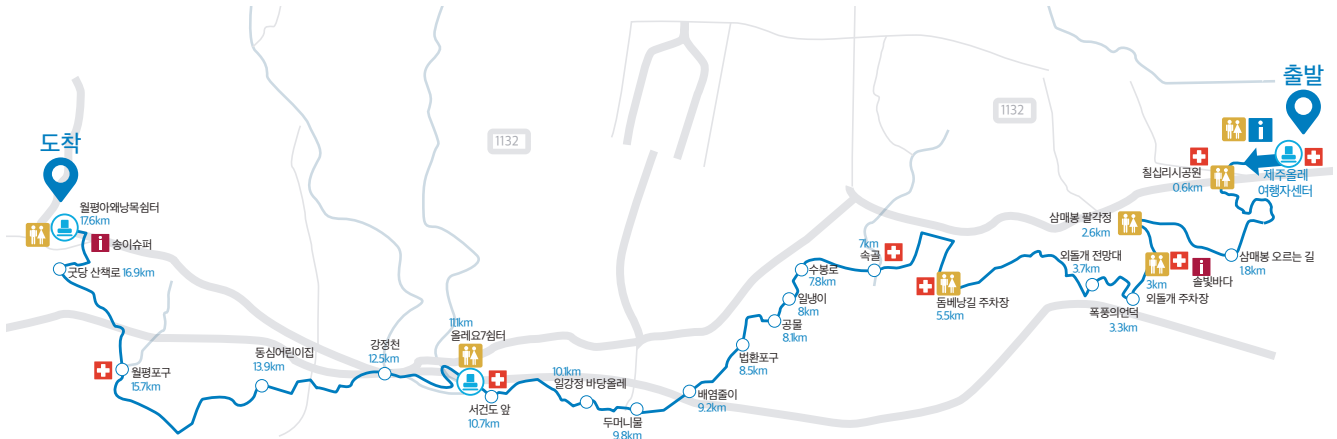 출발
제주올레
여행자센터
칠십리시공원
0.6km
삼매봉 오르는 길
1.8km
삼매봉 팔각정
2.6km
3km
외돌개 주차장
솔빛바다
폭풍의언덕
3.3km
외돌개 전망대
3.7km
돔베낭길 주차장
5.5km
7km
속골
수봉로
7.8km
일냉이
8km
공물
8.1km
법환포구
8.5km
배염줄이
9.2km
두머니물
9.8km
10.1km
일강정 바당올레
서건도 앞
10.7km
11.1km
올레요7쉼터
강정천
12.5km
동심어린이집
13.9km
월평포구
15.7km
굿당 산책로 16.9km
송이슈퍼
월평아왜낭목쉼터
17.6km
도착
1132
1132